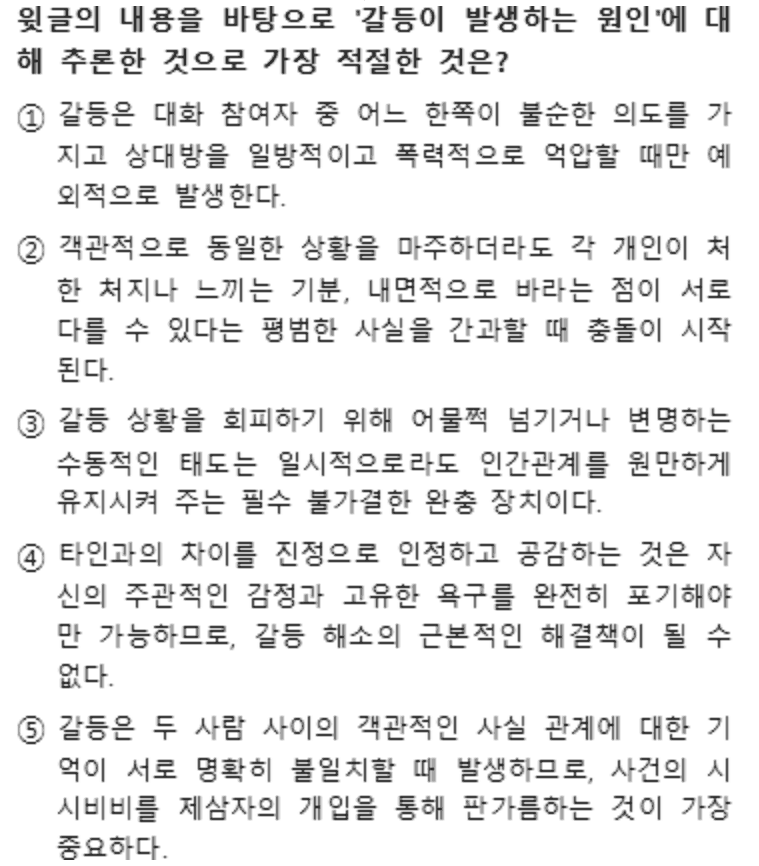 윗글의 내용을 바탕으로 '갈등이 발생하는 원인'에 대
해 추론한 것으로 가장 적절한 것은?
① 갈등은 대화 참여자 중 어느 한쪽이 불순한 의도를 가
지고 상대방을 일방적이고 폭력적으로 억압할 때만 예
외적으로 발생한다.
② 객관적으로 동일한 상황을 마주하더라도 각 개인이 처
한 처지나 느끼는 기분, 내면적으로 바라는 점이 서로
다를 수 있다는 평범한 사실을 간과할 때 충돌이 시작
된다.
③ 갈등 상황을 회피하기 위해 어물쩍 넘기거나 변명하는
수동적인 태도는 일시적으로라도 인간관계를 원만하게
유지시켜 주는 필수 불가결한 완충 장치이다.
④ 타인과의 차이를 진정으로 인정하고 공감하는 것은 자
신의 주관적인 감정과 고유한 욕구를 완전히 포기해야
만 가능하므로, 갈등 해소의 근본적인 해결책이 될 수
없다.
⑤ 갈등은 두 사람 사이의 객관적인 사실 관계에 대한 기
억이 서로 명확히 불일치할 때 발생하므로, 사건의 시
시비비를 제삼자의 개입을 통해 판가름하는 것이 가장
중요하다.